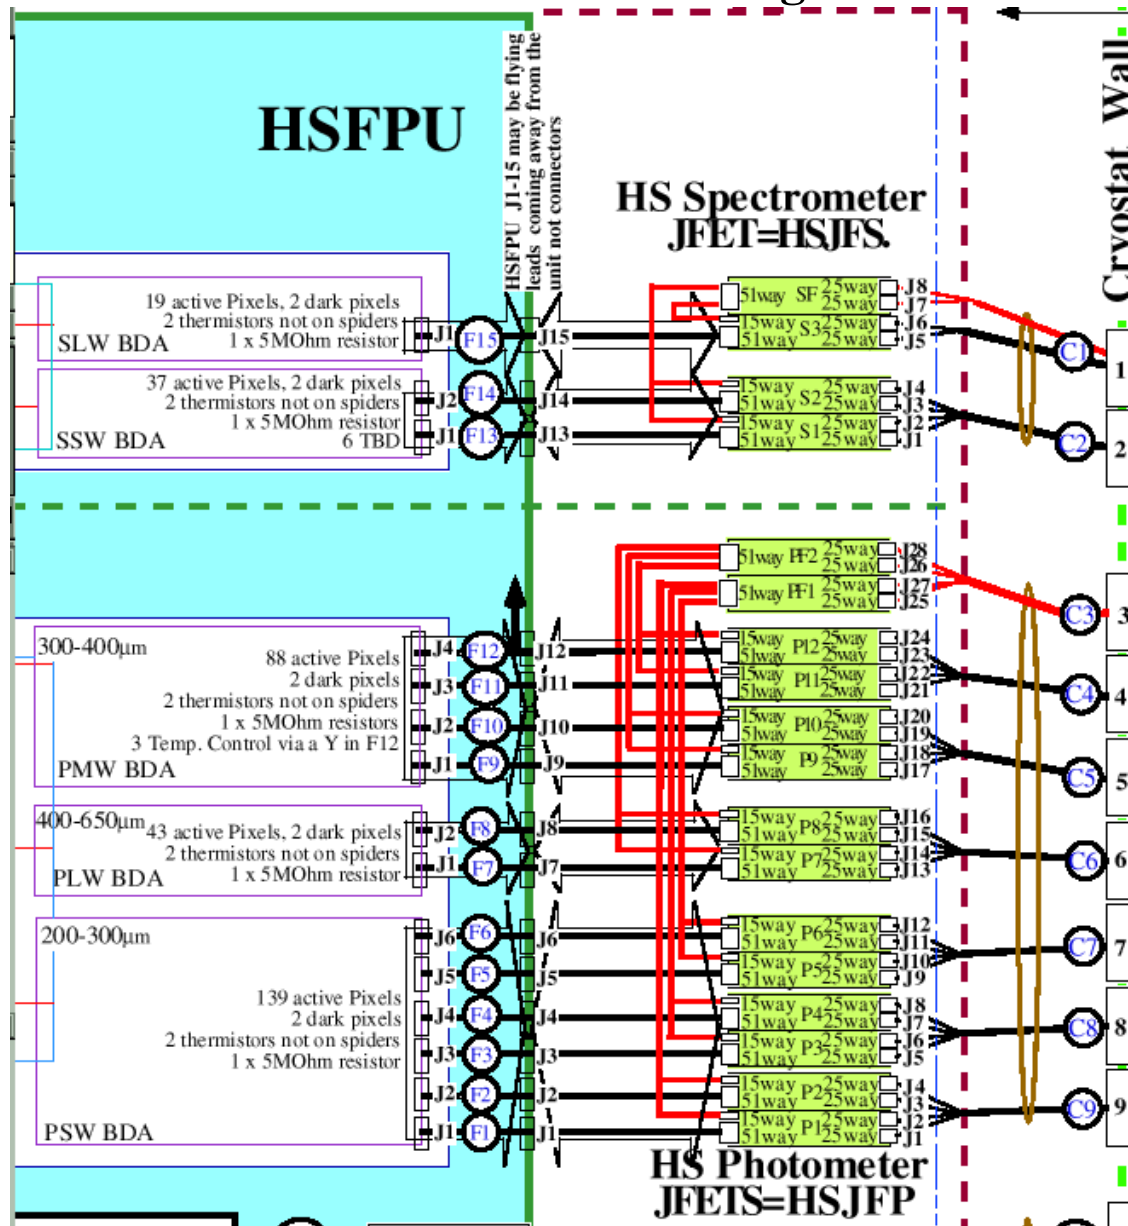 HSFPU
HSFPU J1-15 may be flying
leads coming away from the
unit not connectors
HS Spectrometer
JFET=HSJFS.
Cryostat Wall
19 active Pixels, 2 dark pixels
2 thermistors not on spiders
1 x 5MOhm resistor
SLW BDA
J1 F15 J15
37 active Pixels, 2 dark pixels
2 thermistors not on spiders
1 x 5MOhm resistor
6 TBD
SSW BDA
J2 F14 J14
J1 F13 J13
51way SF 25way J8
25way J7
15way S3 25way J6
51way 25way J5
15way S2 25way J4
51way 25way J3
15way S1 25way J2
51way 25way J1
C1 1
C2 2
51way PF2 25way J28
25way J26
51way PF1 25way J27
25way J25
C3 3
300-400µm
88 active Pixels
2 dark pixels
2 thermistors not on spiders
1 x 5MOhm resistors
3 Temp. Control via a Y in F12
PMW BDA
J4 F12 J12
J3 F11 J11
J2 F10 J10
J1 F9 J9
15way P12 25way J24
51way 25way J23
15way P11 25way J22
51way 25way J21
15way P10 25way J20
51way 25way J19
15way P9 25way J18
51way 25way J17
C4 4
C5 5
400-650µm
43 active Pixels, 2 dark pixels
2 thermistors not on spiders
1 x 5MOhm resistor
PLW BDA
J2 F8 J8
J1 F7 J7
15way P8 25way J16
51way 25way J15
15way P7 25way J14
51way 25way J13
C6 6
200-300µm
139 active Pixels
2 dark pixels
2 thermistors not on spiders
1 x 5MOhm resistor
PSW BDA
J6 F6 J6
J5 F5 J5
J4 F4 J4
J3 F3 J3
J2 F2 J2
J1 F1 J1
15way P6 25way J12
51way 25way J11
15way P5 25way J10
51way 25way J9
15way P4 25way J8
51way 25way J7
15way P3 25way J6
51way 25way J5
15way P2 25way J4
51way 25way J3
15way P1 25way J2
51way 25way J1
C7 7
C8 8
C9 9
HS Photometer
JFETS=HSJFP